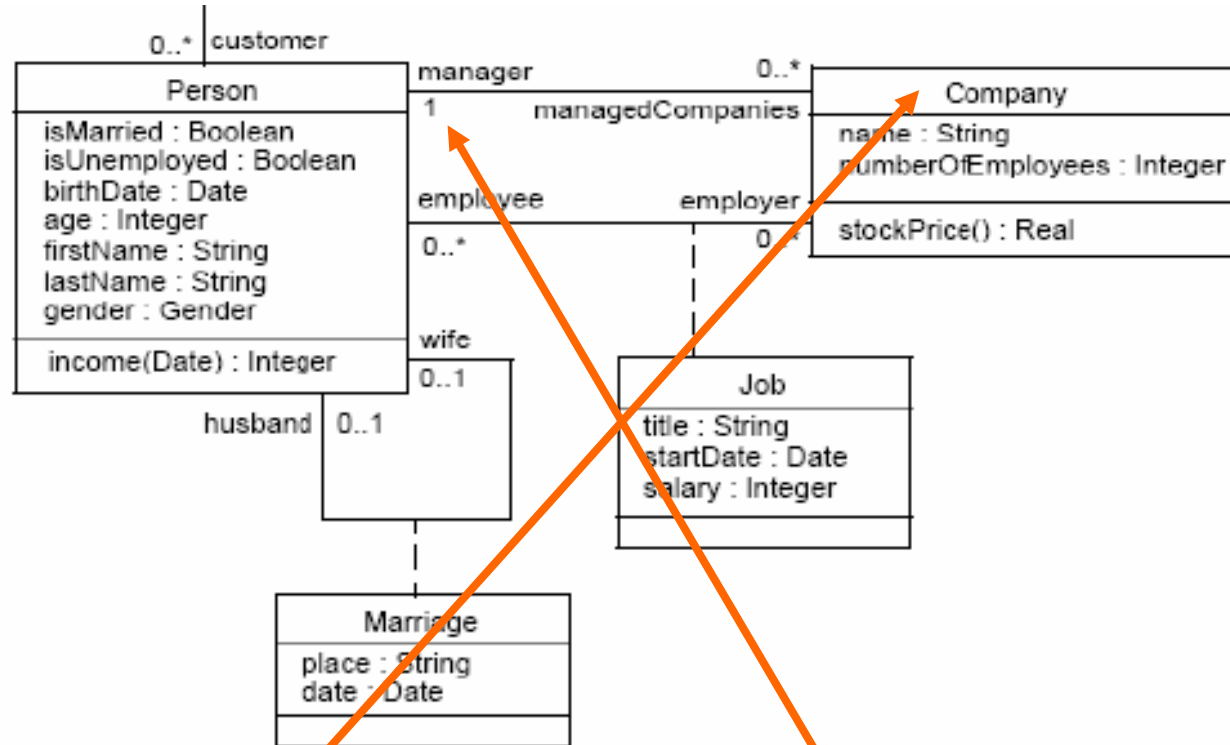 0..* customer
Person
isMarried : Boolean
isUnemployed : Boolean
birthDate : Date
age : Integer
firstName : String
lastName : String
gender : Gender
income(Date) : Integer
manager
1
0..*
managedCompanies
employee
0..*
employer
0..*
Company
name : String
numberOfEmployees : Integer
stockPrice() : Real
wife
0..1
husband
0..1
Job
title : String
startDate : Date
salary : Integer
Marriage
place : String
date : Date